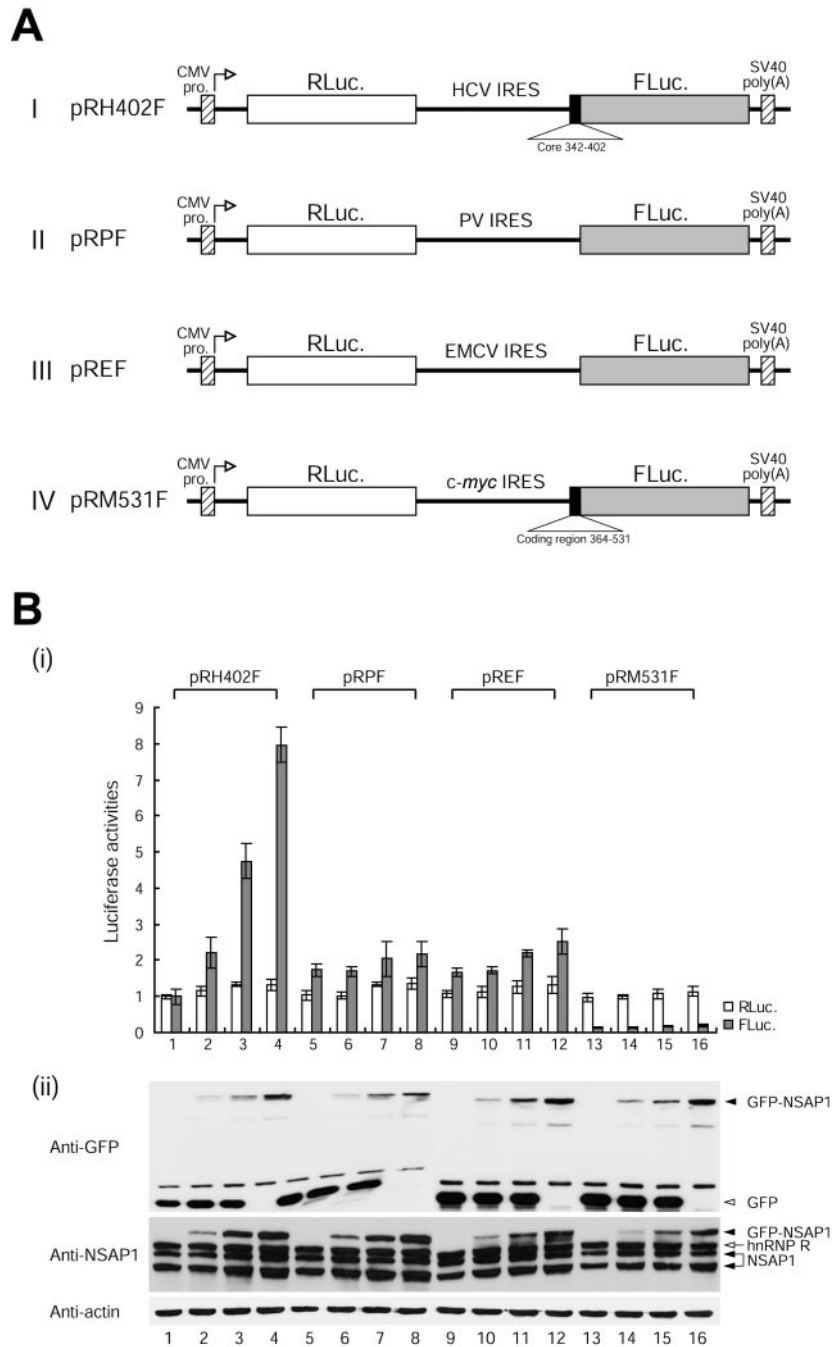 A
CMV
pro.
RLuc.
HCV IRES
FLuc.
SV40
poly(A)
I pRH402F
Core 342-402
CMV
pro.
RLuc.
PV IRES
FLuc.
SV40
poly(A)
II pRPF
CMV
pro.
RLuc.
EMCV IRES
FLuc.
SV40
poly(A)
III pREF
CMV
pro.
RLuc.
c-myc IRES
FLuc.
SV40
poly(A)
IV pRM531F
Coding region 364-531
B
(i)
pRH402F pRPF pREF pRM531F
Luciferase activities
9
8
7
6
5
4
3
2
1
0
1 2 3 4 5 6 7 8 9 10 11 12 13 14 15 16
RLuc.
FLuc.
(ii)
Anti-GFP
GFP-NSAP1
GFP
Anti-NSAP1
GFP-NSAP1
hnRNP R
NSAP1
Anti-actin
1 2 3 4 5 6 7 8 9 10 11 12 13 14 15 16